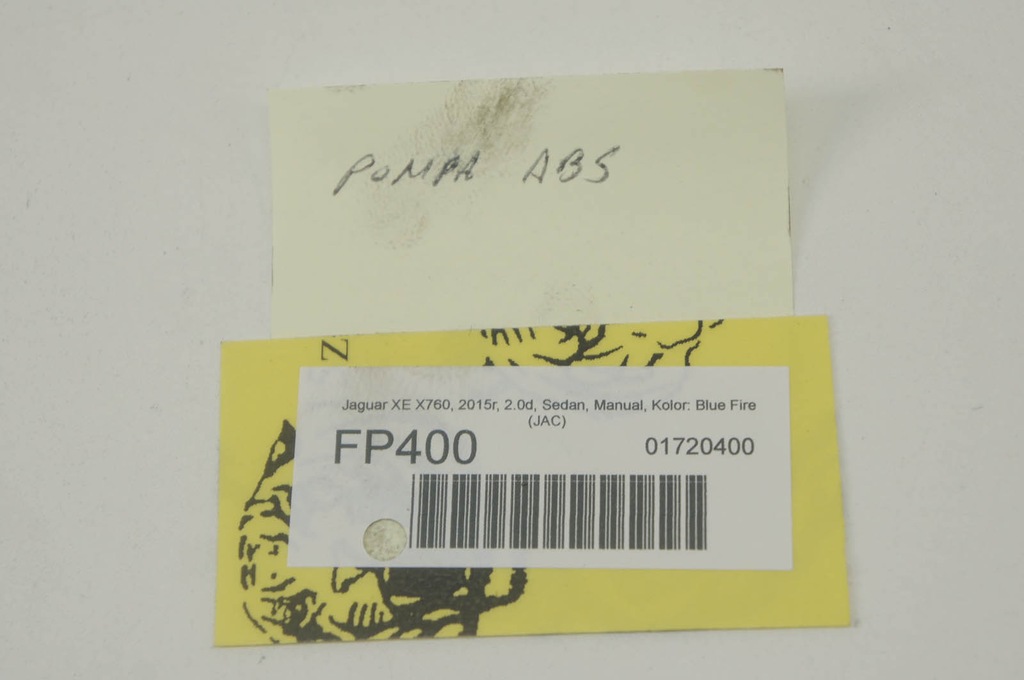 POMPA ABS
Z
Jaguar XE X760, 2015r, 2.0d, Sedan, Manual, Kolor: Blue Fire
(JAC)
FP400 01720400